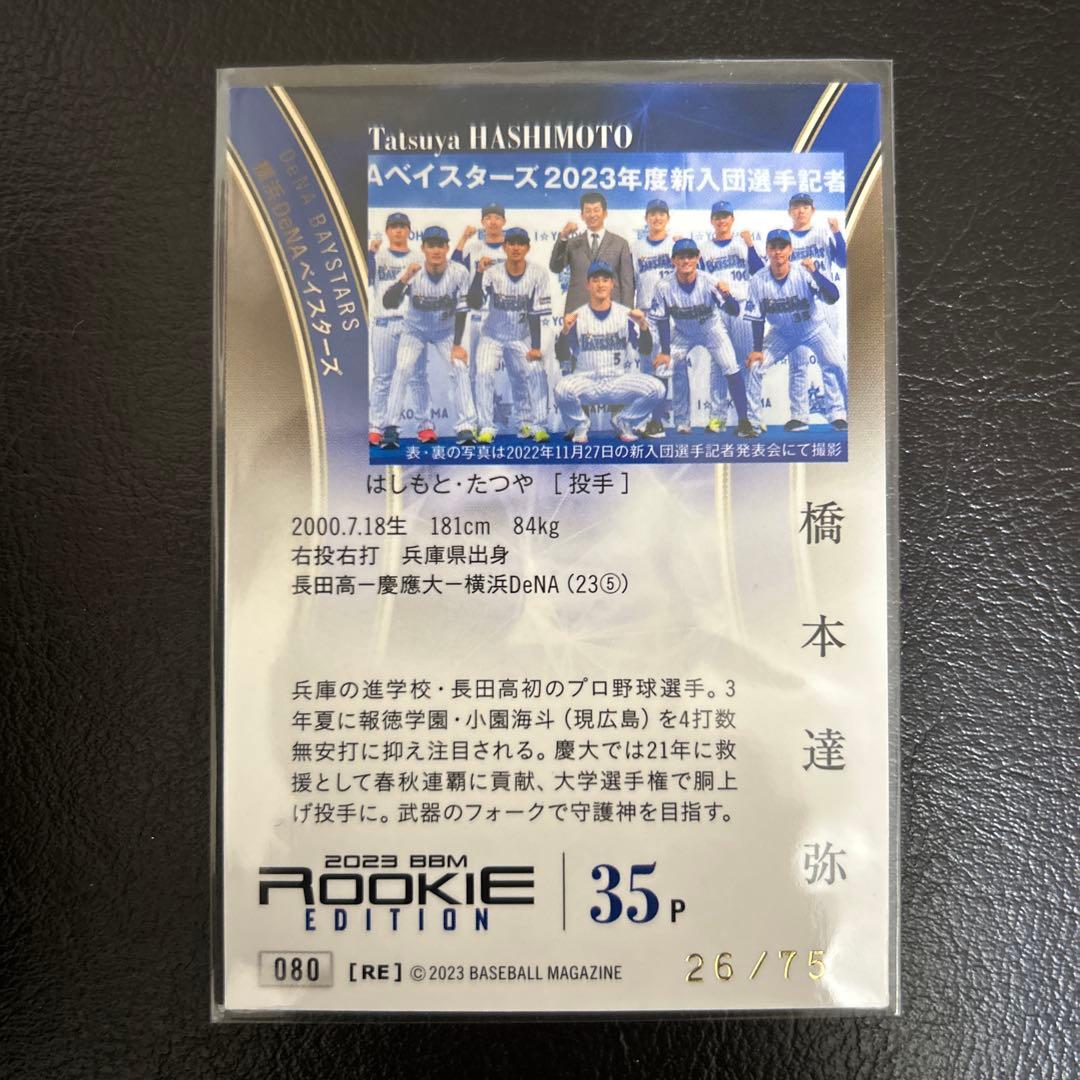 Tatsuya HASHIMOTO
DeNA BAYSTARS
横浜DeNAベイスターズ
Aベイスターズ 2023年度新入団選手記者
表・裏の写真は2022年11月27日の新入団選手記者発表会にて撮影
はしもと・たつや [投手]
橋本達弥
2000.7.18生 181cm 84kg
右投右打 兵庫県出身
長田高ー慶應大ー横浜DeNA (23⑤)
兵庫の進学校・長田高初のプロ野球選手。3
年夏に報徳学園・小園海斗(現広島)を4打数
無安打に抑え注目される。慶大では21年に救
援として春秋連覇に貢献、大学選手権で胴上
げ投手に。武器のフォークで守護神を目指す。
2023 BBM
ROOKIE
EDITION
35 P
080 [RE] ©2023 BASEBALL MAGAZINE
26/75